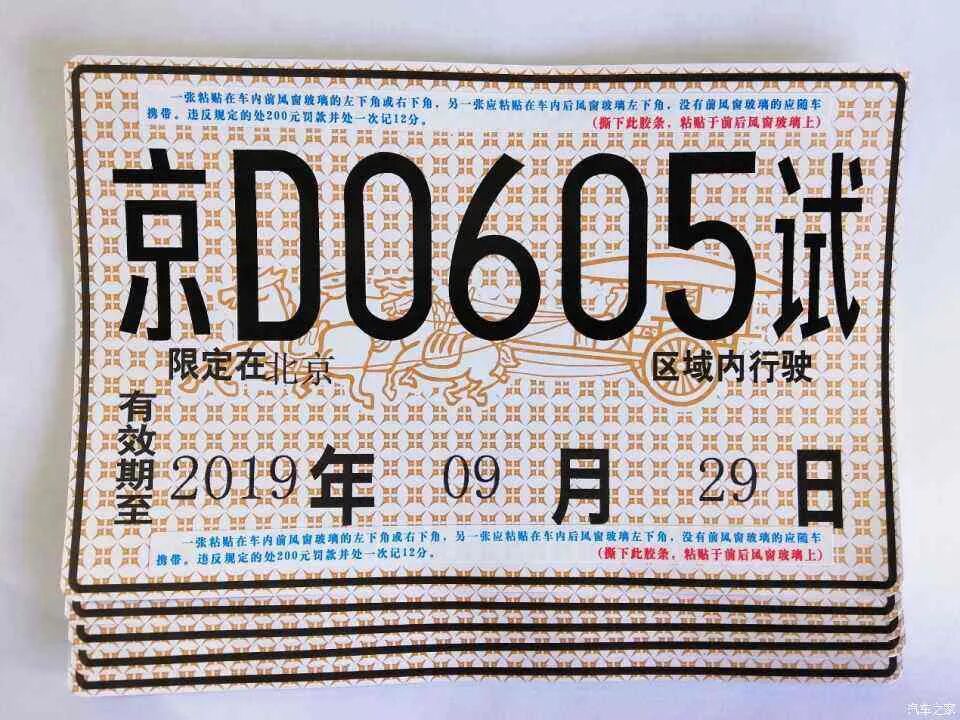 一张粘贴在车内前风窗玻璃的左下角或右下角，另一张应粘贴在车内后风窗玻璃左下角，没有前风窗玻璃的应随车
携带。违反规定的处200元罚款并处一次记12分。 (撕下此胶条，粘贴于前后风窗玻璃上)
京D0605试
限定在北京 区域内行驶
有效期至
2019年 09月 29日
一张粘贴在车内前风窗玻璃的左下角或右下角，另一张应粘贴在车内后风窗玻璃左下角，没有前风窗玻璃的应随车
携带。违反规定的处200元罚款并处一次记12分。 (撕下此胶条，粘贴于前后风窗玻璃上)
汽车之家